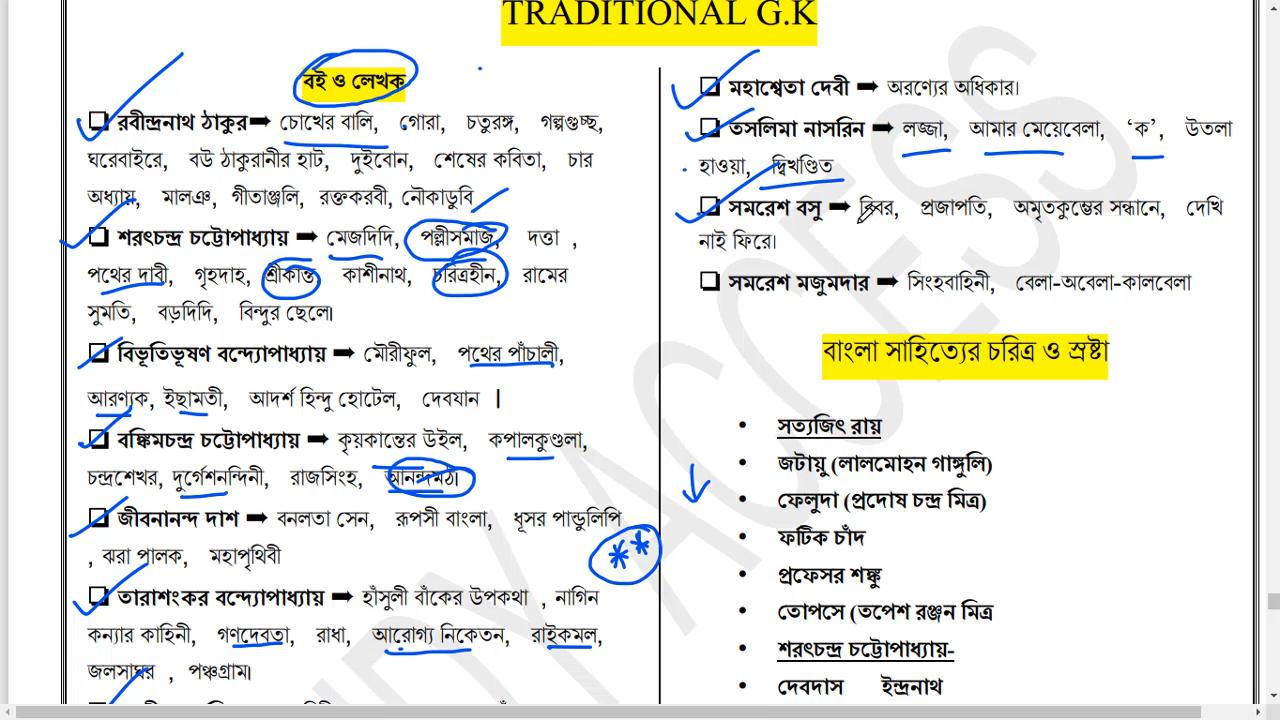 TRADITIONAL G.K
বই ও লেখক
❑ রবীন্দ্রনাথ ঠাকুর➡ চোখের বালি, গোরা, চতুরঙ্গ, গল্পগুচ্ছ,
ঘরেবাইরে, বউ ঠাকুরানীর হাট, দুইবোন, শেষের কবিতা, চার
অধ্যায়, মালঞ, গীতাঞ্জলি, রক্তকরবী, নৌকাডুবি
❑ শরৎচন্দ্র চট্টোপাধ্যায় ➡ মেজদিদি, পল্লীসমাজ, দত্তা ,
পথের দাবী, গৃহদাহ, শ্রীকান্ত, কাশীনাথ, চরিত্রহীন, রামের
সুমতি, বড়দিদি, বিন্দুর ছেলে।
❑ বিভূতিভূষণ বন্দ্যোপাধ্যায় ➡ মৌরীফুল, পথের পাঁচালী,
আরণ্যক, ইছামতী, আদর্শ হিন্দু হোটেল, দেবযান |
❑ বঙ্কিমচন্দ্র চট্টোপাধ্যায় ➡ কৃয়কান্তের উইল, কপালকুণ্ডলা,
চন্দ্রশেখর, দুর্গেশনন্দিনী, রাজসিংহ, আনন্দমঠ।
❑ জীবনানন্দ দাশ ➡ বনলতা সেন, রূপসী বাংলা, ধূসর পান্ডুলিপি
, ঝরা পালক, মহাপৃথিবী
**
❑ তারাশংকর বন্দ্যোপাধ্যায় ➡ হাঁসুলী বাঁকের উপকথা , নাগিন
কন্যার কাহিনী, গণদেবতা, রাধা, আরোগ্য নিকেতন, রাইকমল,
জলসাঘর , পঞ্চগ্রাম।
❑ মহাশ্বেতা দেবী ➡ অরণ্যের অধিকার।
❑ তসলিমা নাসরিন ➡ লজ্জা, আমার মেয়েবেলা, ‘ক’, উতলা
হাওয়া, দ্বিখণ্ডিত
❑ সমরেশ বসু ➡ বিবর, প্রজাপতি, অমৃতকুম্ভের সন্ধানে, দেখি
নাই ফিরে।
❑ সমরেশ মজুমদার ➡ সিংহবাহিনী, বেলা-অবেলা-কালবেলা
বাংলা সাহিত্যের চরিত্র ও স্রষ্টা
• সত্যজিৎ রায়
• জটায়ু (লালমোহন গাঙ্গুলি)
• ফেলুদা (প্রদোষ চন্দ্র মিত্র)
• ফটিক চাঁদ
• প্রফেসর শঙ্কু
• তোপসে (তপেশ রঞ্জন মিত্র
• শরৎচন্দ্র চট্টোপাধ্যায়-
• দেবদাস ইন্দ্রনাথ